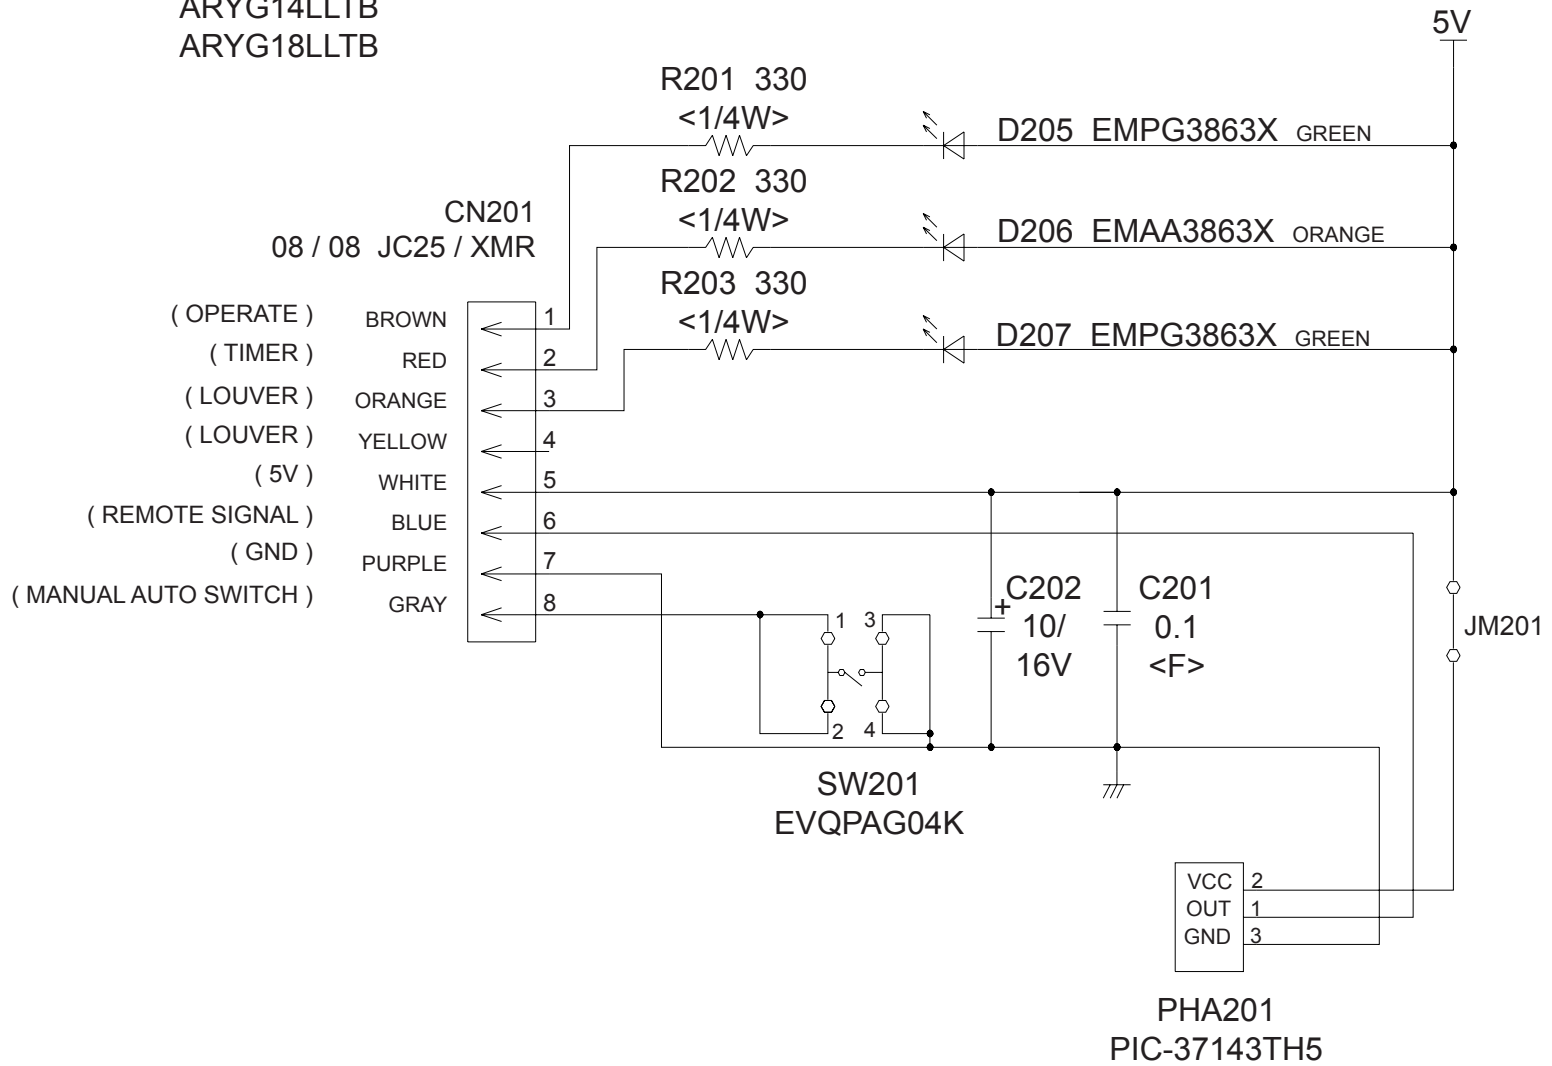 ARYG14LLTB
ARYG18LLTB
5V
R201 330
<1/4W>
D205 EMPG3863X GREEN
R202 330
<1/4W>
D206 EMAA3863X ORANGE
R203 330
<1/4W>
D207 EMPG3863X GREEN
CN201
08 / 08 JC25 / XMR
( OPERATE ) BROWN 1
( TIMER ) RED 2
( LOUVER ) ORANGE 3
( LOUVER ) YELLOW 4
( 5V ) WHITE 5
( REMOTE SIGNAL ) BLUE 6
( GND ) PURPLE 7
( MANUAL AUTO SWITCH ) GRAY 8
1 3
2 4
SW201
EVQPAG04K
+
C202
10/
16V
C201
0.1
<F>
JM201
VCC 2
OUT 1
GND 3
PHA201
PIC-37143TH5